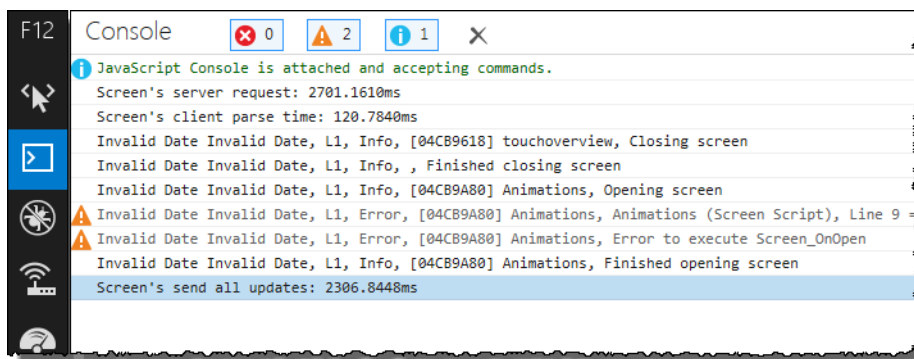 F12 Console 0 2 1
JavaScript Console is attached and accepting commands.
Screen's server request: 2701.1610ms
Screen's client parse time: 120.7840ms
Invalid Date Invalid Date, L1, Info, [04CB9618] touchoverview, Closing screen
Invalid Date Invalid Date, L1, Info, , Finished closing screen
Invalid Date Invalid Date, L1, Info, [04CB9A80] Animations, Opening screen
Invalid Date Invalid Date, L1, Error, [04CB9A80] Animations, Animations (Screen Script), Line 9 =
Invalid Date Invalid Date, L1, Error, [04CB9A80] Animations, Error to execute Screen_OnOpen
Invalid Date Invalid Date, L1, Info, [04CB9A80] Animations, Finished opening screen
Screen's send all updates: 2306.8448ms